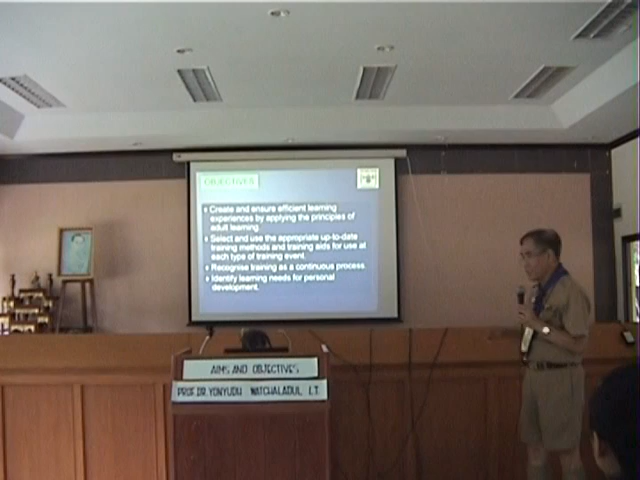 OBJECTIVES
Create and ensure efficient learning
experiences by applying the principles of
adult learning.
Select and use the appropriate up-to-date
training methods and training aids for use at
each type of training event.
Recognise training as a continuous process.
Identify learning needs for personal
development.
AIMS AND OBJECTIVES
PROF.DR.YONYUDH WATCHALADUL L.T.